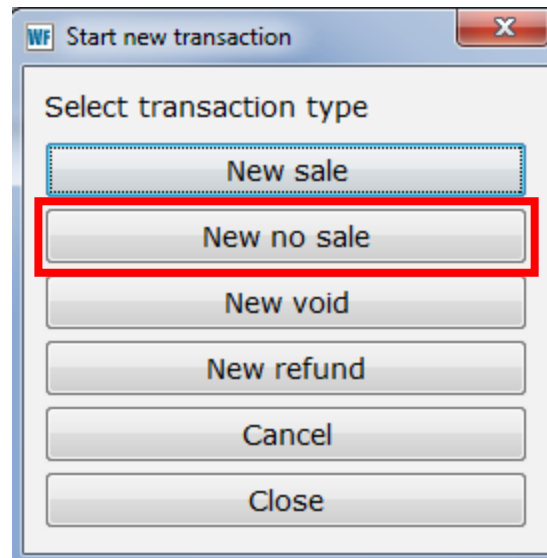 WF Start new transaction
Select transaction type
New sale
New no sale
New void
New refund
Cancel
Close